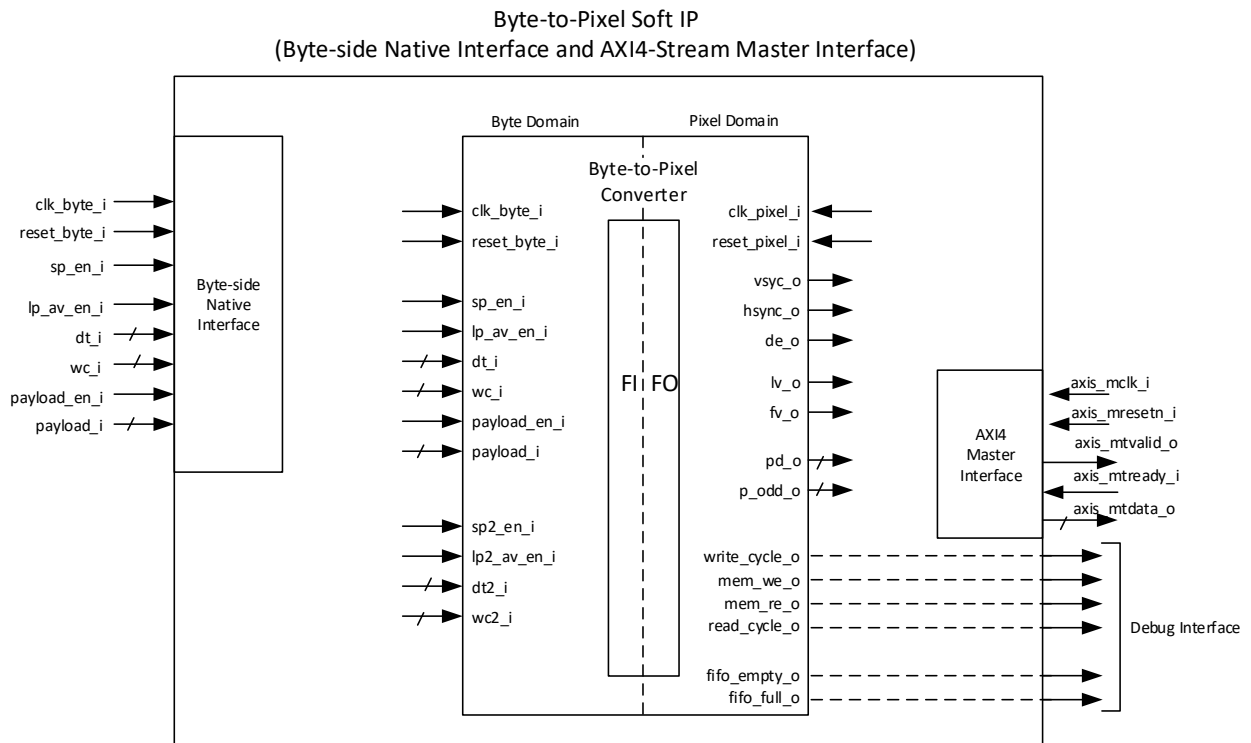 Byte-to-Pixel Soft IP
(Byte-side Native Interface and AXI4-Stream Master Interface)
Byte Domain
Pixel Domain
Byte-to-Pixel
Converter
FIFO
clk_byte_i
reset_byte_i
sp_en_i
lp_av_en_i
dt_i
wc_i
payload_en_i
payload_i
Byte-side
Native
Interface
clk_byte_i
reset_byte_i
sp_en_i
lp_av_en_i
dt_i
wc_i
payload_en_i
payload_i
sp2_en_i
lp2_av_en_i
dt2_i
wc2_i
clk_pixel_i
reset_pixel_i
vsyc_o
hsync_o
de_o
lv_o
fv_o
pd_o
p_odd_o
write_cycle_o
mem_we_o
mem_re_o
read_cycle_o
fifo_empty_o
fifo_full_o
AXI4
Master
Interface
axis_mclk_i
axis_mresetn_i
axis_mtvalid_o
axis_mtready_i
axis_mtdata_o
Debug Interface